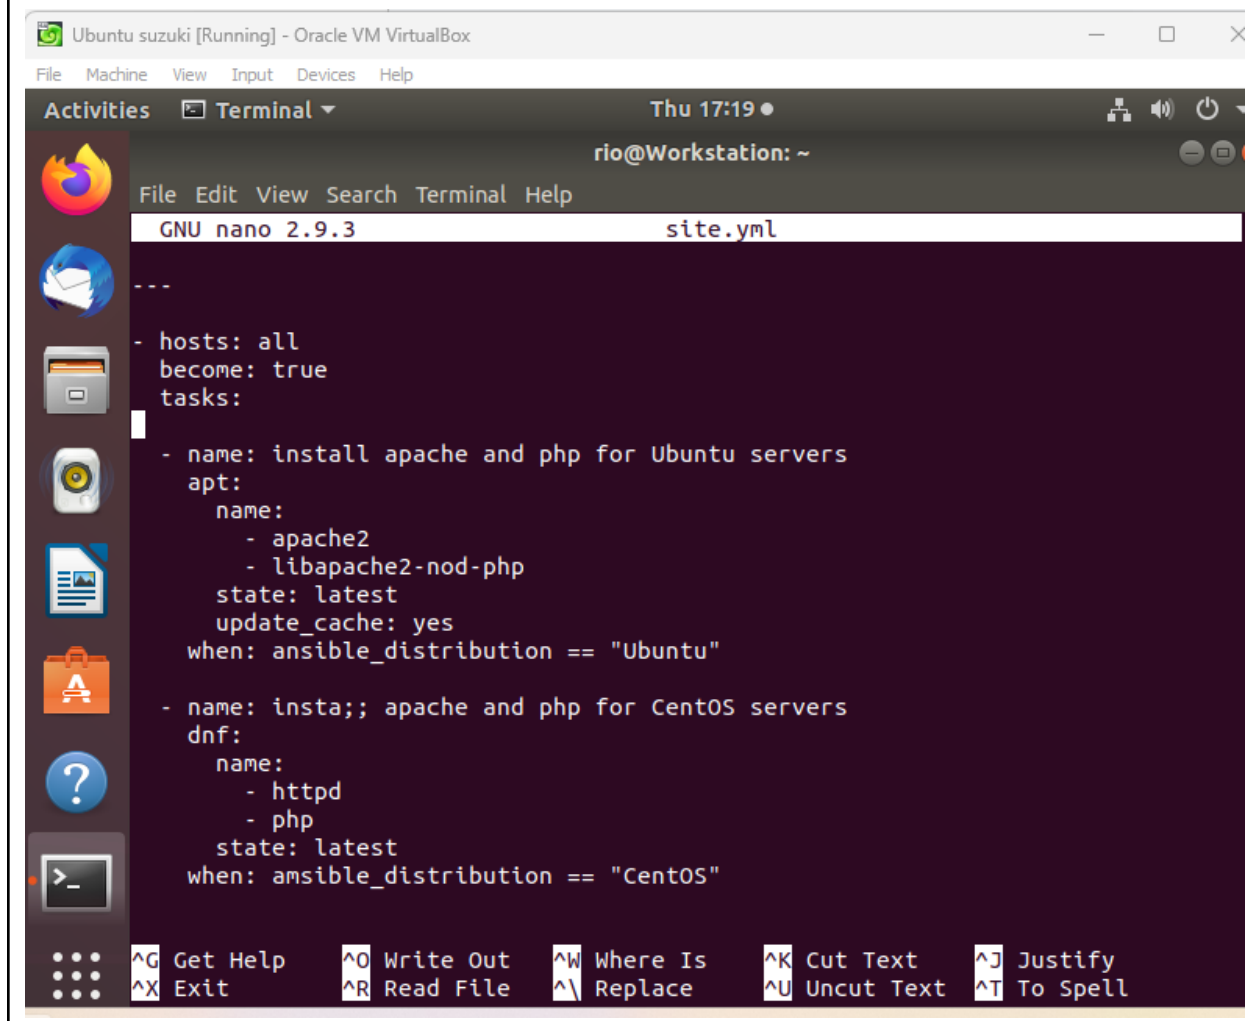 Ubuntu suzuki [Running] - Oracle VM VirtualBox
File Machine View Input Devices Help
Activities Terminal Thu 17:19
rio@Workstation: ~
File Edit View Search Terminal Help
GNU nano 2.9.3 site.yml
---
- hosts: all
  become: true
  tasks:
  - name: install apache and php for Ubuntu servers
    apt:
      name:
        - apache2
        - libapache2-nod-php
      state: latest
      update_cache: yes
    when: ansible_distribution == "Ubuntu"
  - name: insta;; apache and php for CentOS servers
    dnf:
      name:
        - httpd
        - php
      state: latest
    when: amsible_distribution == "CentOS"
^G Get Help ^O Write Out ^W Where Is ^K Cut Text ^J Justify
^X Exit ^R Read File ^\ Replace ^U Uncut Text ^T To Spell